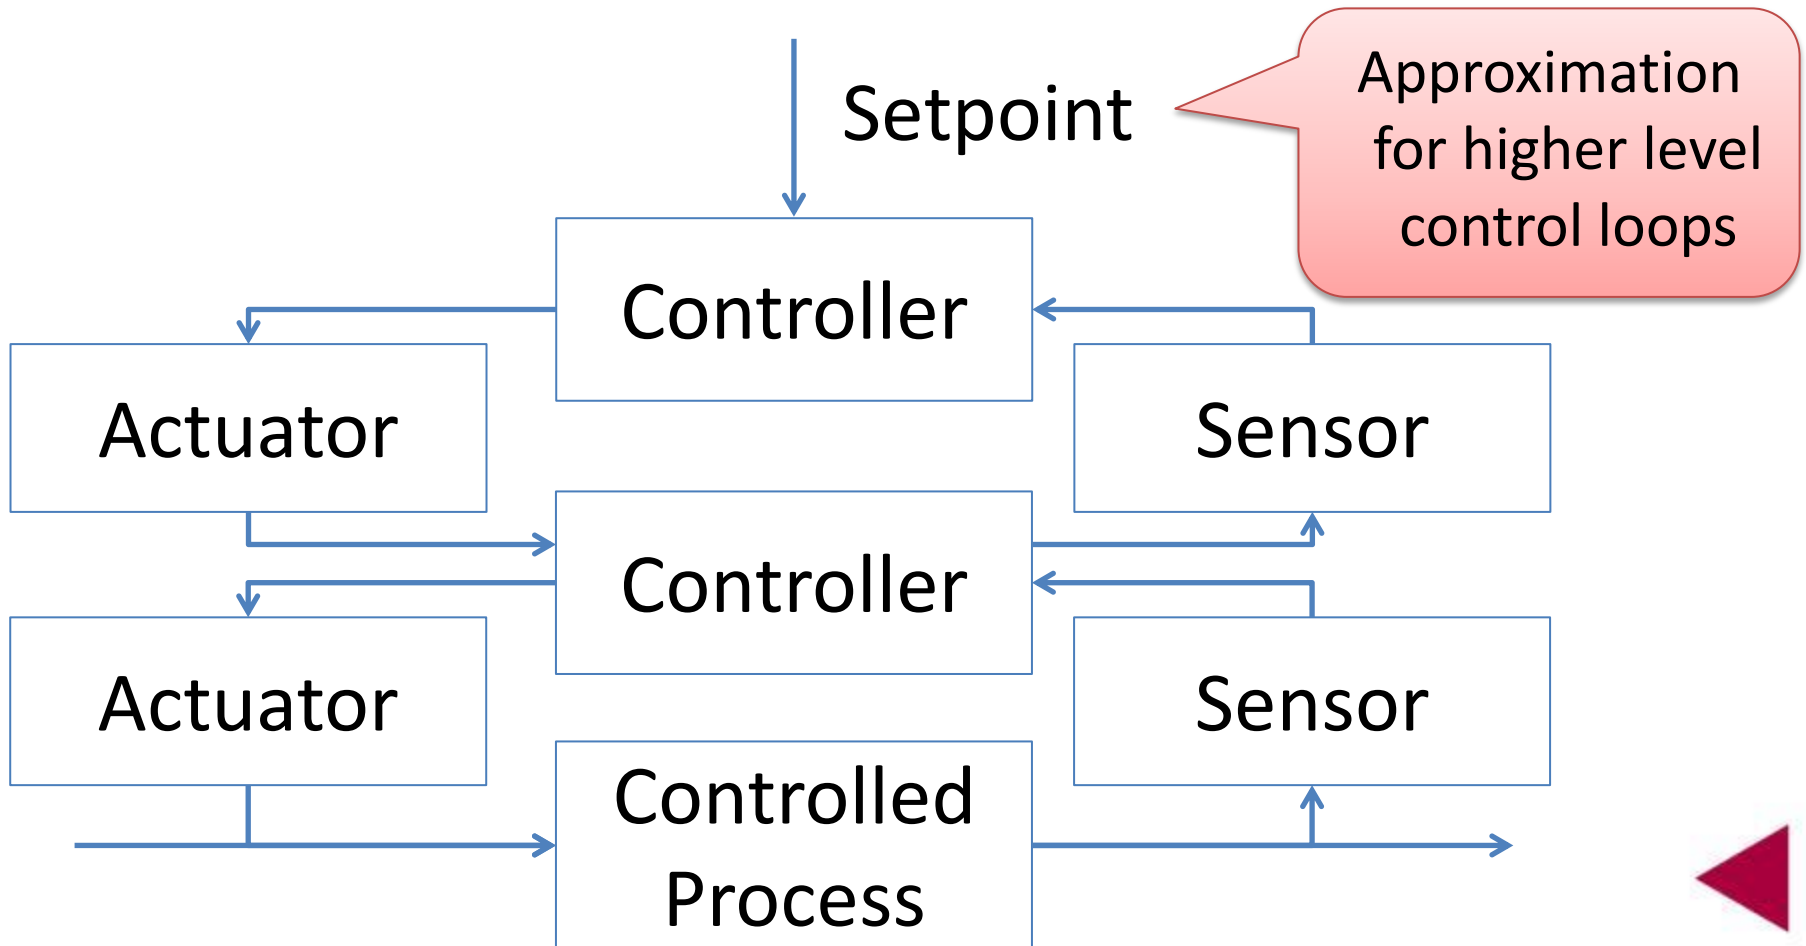 Setpoint
Approximation
for higher level
control loops
Controller
Actuator
Sensor
Controller
Actuator
Sensor
Controlled
Process